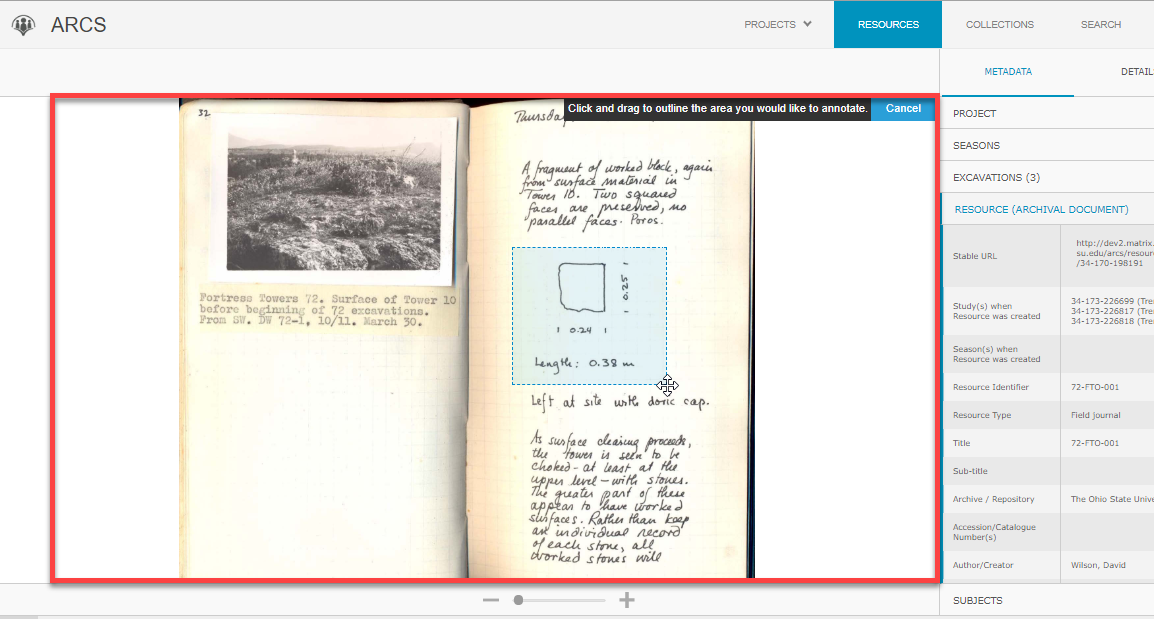 ARCS
PROJECTS
RESOURCES
COLLECTIONS
SEARCH
METADATA
DETAIL
Click and drag to outline the area you would like to annotate.
Cancel
32
Fortress Towers 72. Surface of Tower 10
before beginning of 72 excavations.
From SW. DW 72-1, 10/11. March 30.
Thursday
A fragment of worked block, again
from surface material in
Tower 10. Two squared
faces are preserved, no
parallel faces. Poros.
0.25
0.24
Length: 0.38 m
Left at site with doric cap.
As surface clearing proceeds,
the tower is seen to be
choked - at least at the
upper level - with stones.
The greater part of these
appear to have worked
surfaces. Rather than keep
an individual record
of each stone, all
worked stones will
PROJECT
SEASONS
EXCAVATIONS (3)
RESOURCE (ARCHIVAL DOCUMENT)
Stable URL
http://dev2.matrix.
su.edu/arcs/resour
/34-170-198191
Study(s) when
Resource was created
34-173-226699 (Tre
34-173-226817 (Tre
34-173-226818 (Tre
Season(s) when
Resource was created
Resource Identifier
72-FTO-001
Resource Type
Field journal
Title
72-FTO-001
Sub-title
Archive / Repository
The Ohio State Unive
Accession/Catalogue
Number(s)
Author/Creator
Wilson, David
SUBJECTS